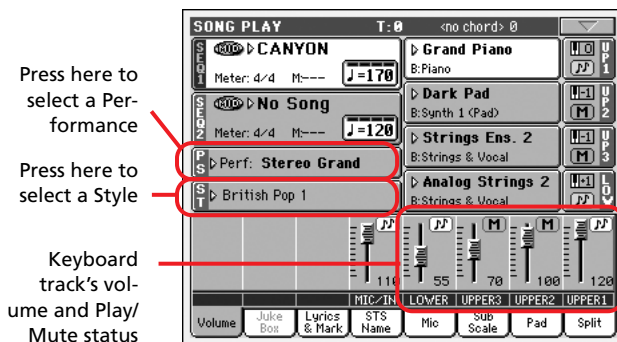 SONG PLAY T:0 <no chord> 0
SEQ1 MID CANYON
Meter: 4/4 M:--- ♩=170
SEQ2 MID No Song
Meter: 4/4 M:--- ♩=120
PS Perf: Stereo Grand
ST British Pop 1
Grand Piano
B:Piano
0 UP1
Dark Pad
B:Synth 1 (Pad)
-1 M UP2
Strings Ens. 2
B:Strings & Vocal
-1 M UP3
Analog Strings 2
B:Strings & Vocal
+1 LOW
Press here to
select a Per-
formance
Press here to
select a Style
Keyboard
track's vol-
ume and Play/
Mute status
M M
110 55 70 100 120
MIC/IN LOWER UPPER3 UPPER2 UPPER1
Volume Juke Box Lyrics & Mark STS Name Mic Sub Scale Pad Split